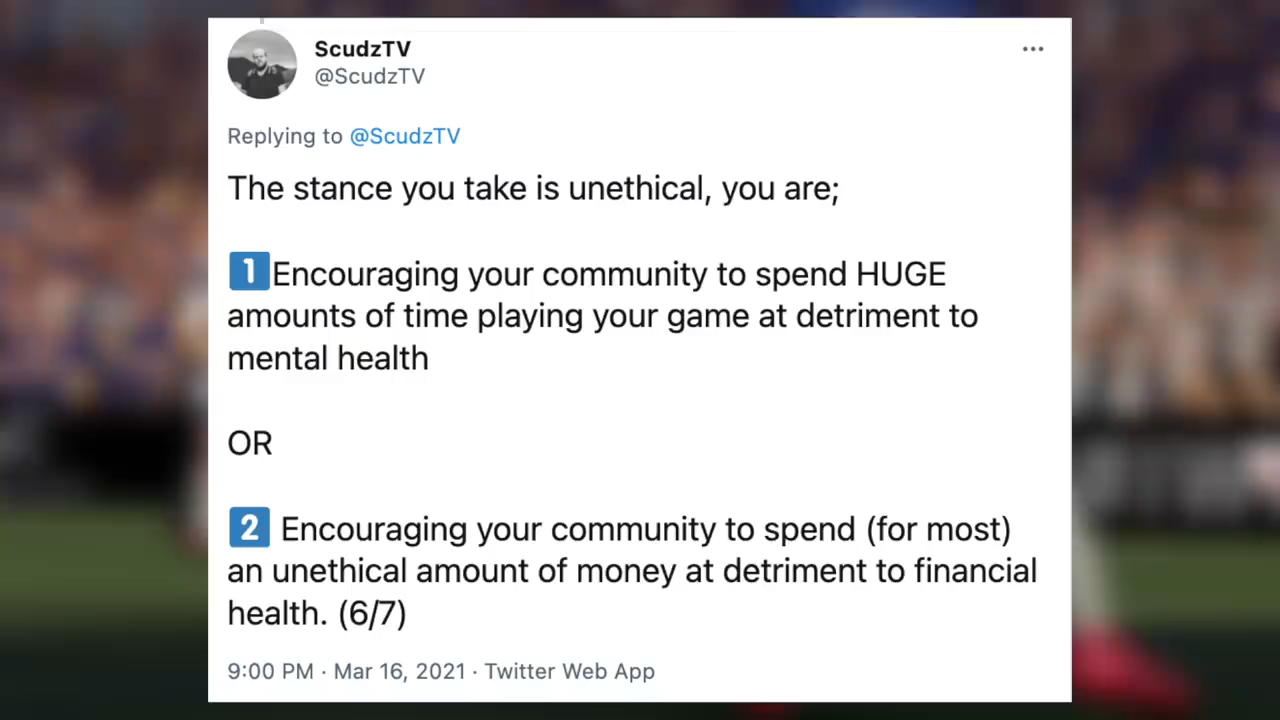 ScudzTV
@ScudzTV
Replying to @ScudzTV
The stance you take is unethical, you are;
1️⃣Encouraging your community to spend HUGE
amounts of time playing your game at detriment to
mental health
OR
2️⃣ Encouraging your community to spend (for most)
an unethical amount of money at detriment to financial
health. (6/7)
9:00 PM · Mar 16, 2021 · Twitter Web App